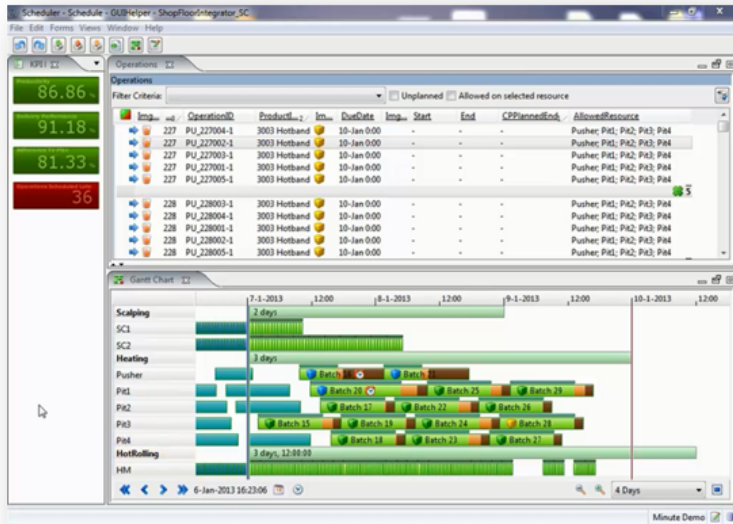 Scheduler - Schedule - GUIHelper - ShopFloorIntegrator_SC
File Edit Forms Views Window Help
KPI
Operations
86.86
91.18
81.33
Operations Scheduled Late
36
Operations
Filter Criteria: Unplanned Allowed on selected resource
Img... OperationID ProductI... Im... DueDate Img... Start End CPPlannedEnd AllowedResource
227 PU_227004-1 3003 Hotband 10-Jan 0:00 - - - Pusher; Pit1; Pit2; Pit3; Pit4
227 PU_227002-1 3003 Hotband 10-Jan 0:00 - - - Pusher; Pit1; Pit2; Pit3; Pit4
227 PU_227003-1 3003 Hotband 10-Jan 0:00 - - - Pusher; Pit1; Pit2; Pit3; Pit4
227 PU_227001-1 3003 Hotband 10-Jan 0:00 - - - Pusher; Pit1; Pit2; Pit3; Pit4
227 PU_227005-1 3003 Hotband 10-Jan 0:00 - - - Pusher; Pit1; Pit2; Pit3; Pit4
5
228 PU_228003-1 3003 Hotband 10-Jan 0:00 - - - Pusher; Pit1; Pit2; Pit3; Pit4
228 PU_228004-1 3003 Hotband 10-Jan 0:00 - - - Pusher; Pit1; Pit2; Pit3; Pit4
228 PU_228001-1 3003 Hotband 10-Jan 0:00 - - - Pusher; Pit1; Pit2; Pit3; Pit4
228 PU_228002-1 3003 Hotband 10-Jan 0:00 - - - Pusher; Pit1; Pit2; Pit3; Pit4
228 PU_228005-1 3003 Hotband 10-Jan 0:00 - - - Pusher; Pit1; Pit2; Pit3; Pit4
Gantt Chart
7-1-2013 12:00 8-1-2013 12:00 9-1-2013 12:00 10-1-2013 12:00
Scalping 2 days
SC1
SC2
Heating 3 days
Pusher Batch Batch
Pit1 Batch 20 Batch 25 Batch 29
Pit2 Batch 17 Batch 22 Batch 26
Pit3 Batch 15 Batch 19 Batch 24 Batch 28
Pit4 Batch 18 Batch 23 Batch 27
HotRolling 3 days, 12:00:00
HM
6-Jan-2013 16:23:06 4 Days
Minute Demo